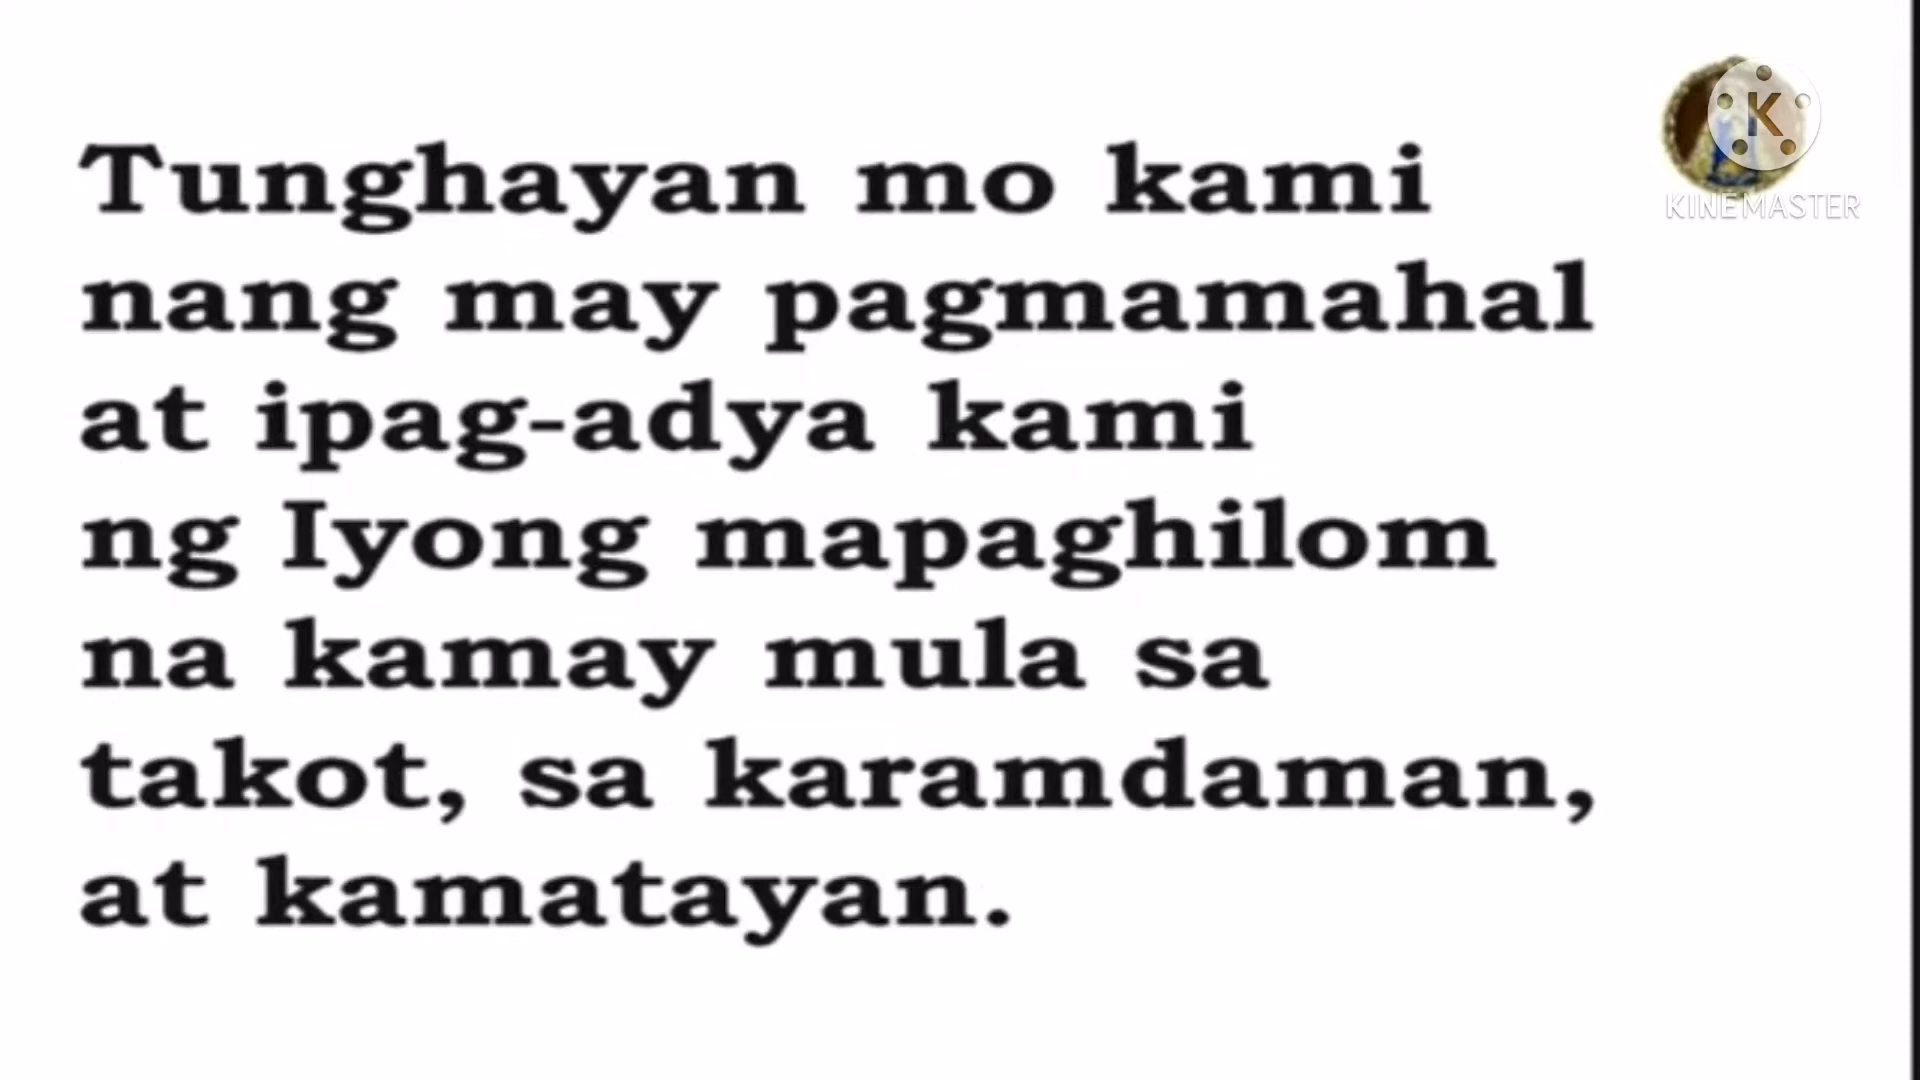 Tunghayan mo kami
nang may pagmamahal
at ipag-adya kami
ng Iyong mapaghilom
na kamay mula sa
takot, sa karamdaman,
at kamatayan.
K
KINEMASTER